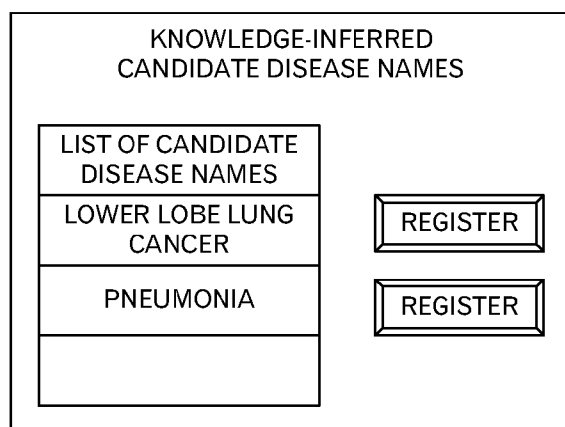 KNOWLEDGE-INFERRED
CANDIDATE DISEASE NAMES
LIST OF CANDIDATE
DISEASE NAMES
LOWER LOBE LUNG
CANCER
REGISTER
PNEUMONIA
REGISTER